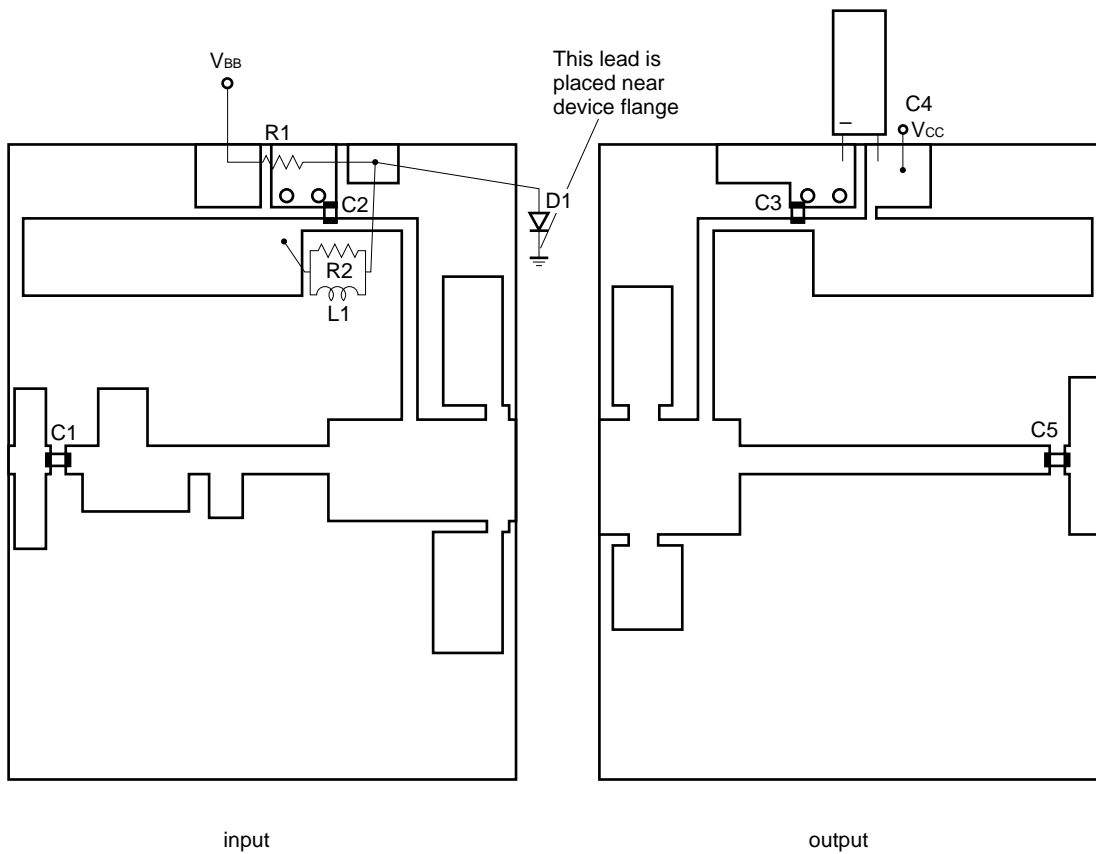 VBB
This lead is
placed near
device flange
C4
VCC
–
R1
C2
D1
C3
R2
L1
C1
C5
input
output